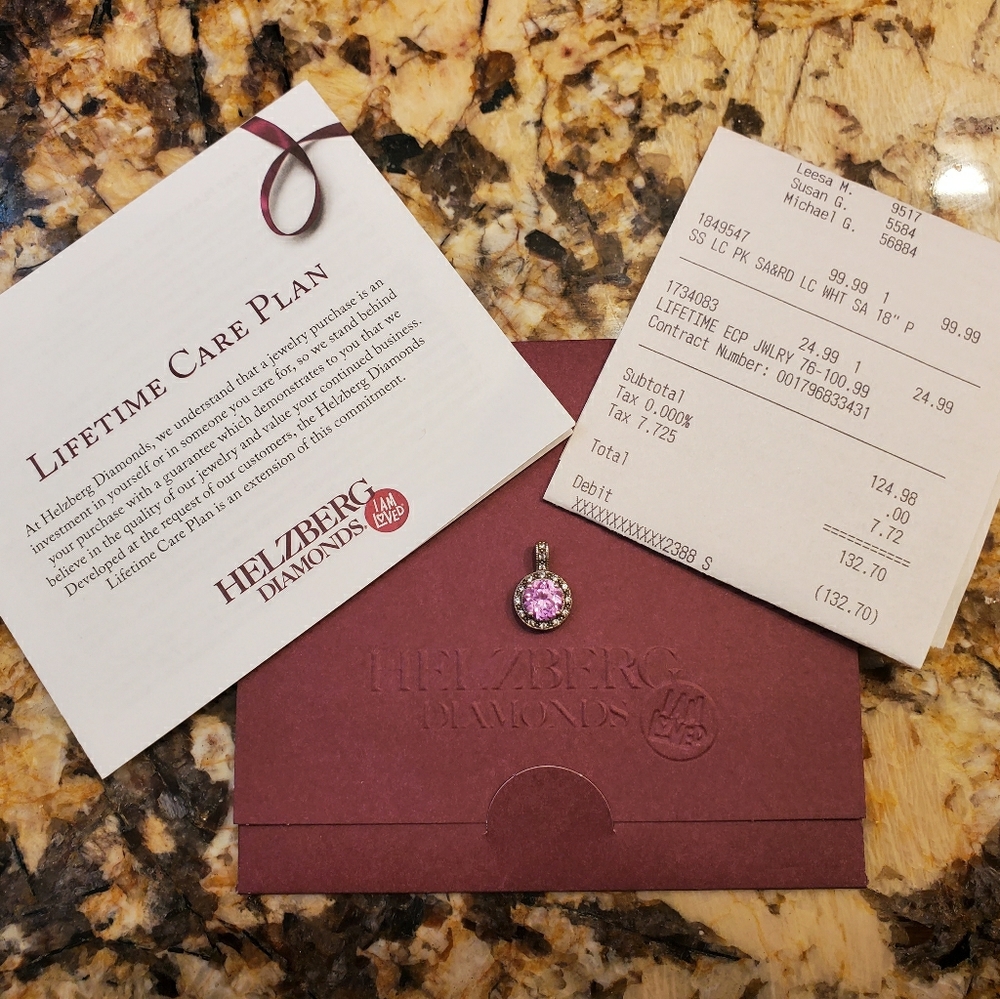 LIFETIME CARE PLAN
At Helzberg Diamonds, we understand that a jewelry purchase is an
investment in yourself or in someone you care for, so we stand behind
your purchase with a guarantee which demonstrates to you that we
believe in the quality of our jewelry and value your continued business.
Developed at the request of our customers, the Helzberg Diamonds
Lifetime Care Plan is an extension of this commitment.
HELZBERG
DIAMONDS®
I AM
LOVED
Leesa M. 9517
Susan G. 5584
Michael G. 56884
1849547 99.99 1 99.99
SS LC PK SA&RD LC WHT SA 18" P
1734083 24.99 1 24.99
LIFETIME ECP JWLRY 76-100.99
Contract Number: 001796833431
Subtotal 124.98
Tax 0.000% .00
Tax 7.725 7.72
=========
Total 132.70
Debit (132.70)
XXXXXXXXXXXX2388 S
HELZBERG
DIAMONDS
I AM
LOVED